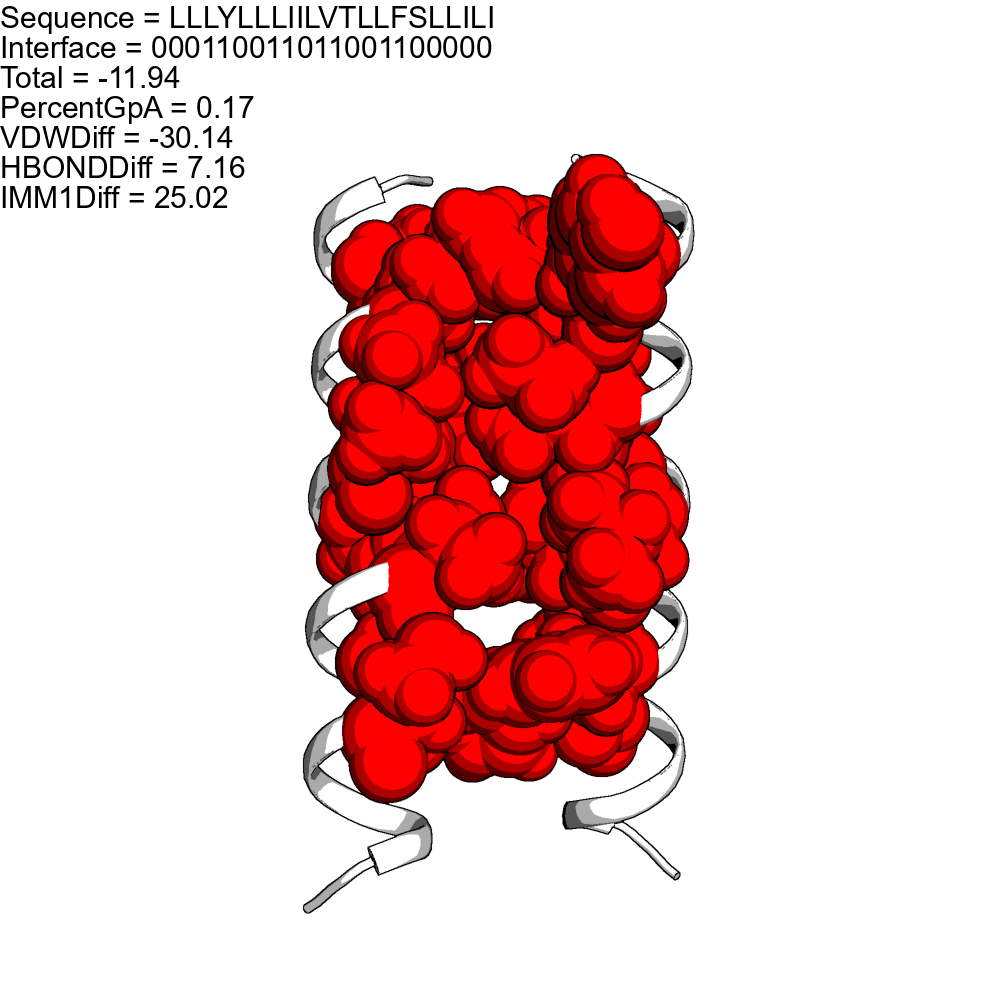 Sequence = LLLYLLLIILVTLLFSLLILI
Interface = 000110011011001100000
Total = -11.94
PercentGpA = 0.17
VDWDiff = -30.14
HBONDDiff = 7.16
IMM1Diff = 25.02